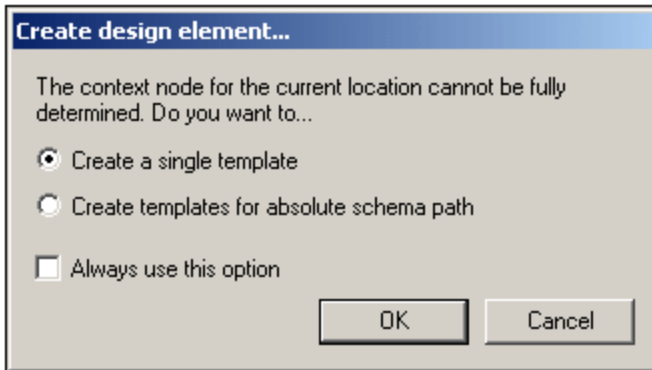 Create design element...
The context node for the current location cannot be fully
determined. Do you want to...
Create a single template
Create templates for absolute schema path
Always use this option
OK Cancel